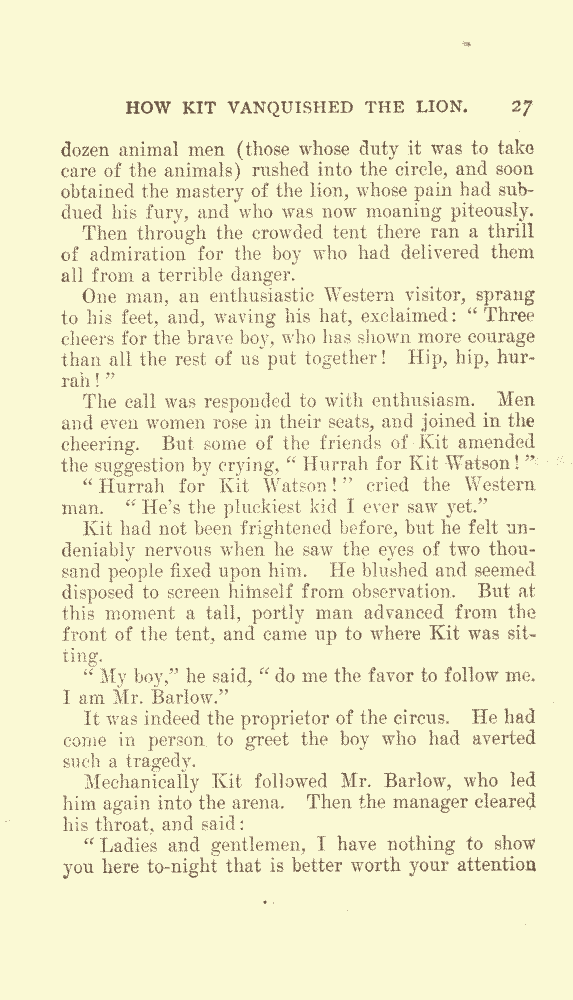 HOW KIT VANQUISHED THE LION. 27
dozen animal men (those whose duty it was to take
care of the animals) rushed into the circle, and soon
obtained the mastery of the lion, whose pain had sub-
dued his fury, and who was now moaning piteously.
Then through the crowded tent there ran a thrill
of admiration for the boy who had delivered them
all from a terrible danger.
One man, an enthusiastic Western visitor, sprang
to his feet, and, waving his hat, exclaimed: “ Three
cheers for the brave boy, who has shown more courage
than all the rest of us put together! Hip, hip, hur-
rah! ”
The call was responded to with enthusiasm. Men
and even women rose in their seats, and joined in the
cheering. But some of the friends of Kit amended
the suggestion by crying, “ Hurrah for Kit Watson! ”
“ Hurrah for Kit Watson! ” cried the Western
man. “ He's the pluckiest kid I ever saw yet.”
Kit had not been frightened before, but he felt un-
deniably nervous when he saw the eyes of two thou-
sand people fixed upon him. He blushed and seemed
disposed to screen himself from observation. But at
this moment a tall, portly man advanced from the
front of the tent, and came up to where Kit was sit-
ting.
“ My boy,” he said, “ do me the favor to follow me.
I am Mr. Barlow.”
It was indeed the proprietor of the circus. He had
come in person to greet the boy who had averted
such a tragedy.
Mechanically Kit followed Mr. Barlow, who led
him again into the arena. Then the manager cleared
his throat, and said:
“ Ladies and gentlemen, I have nothing to show
you here to-night that is better worth your attention